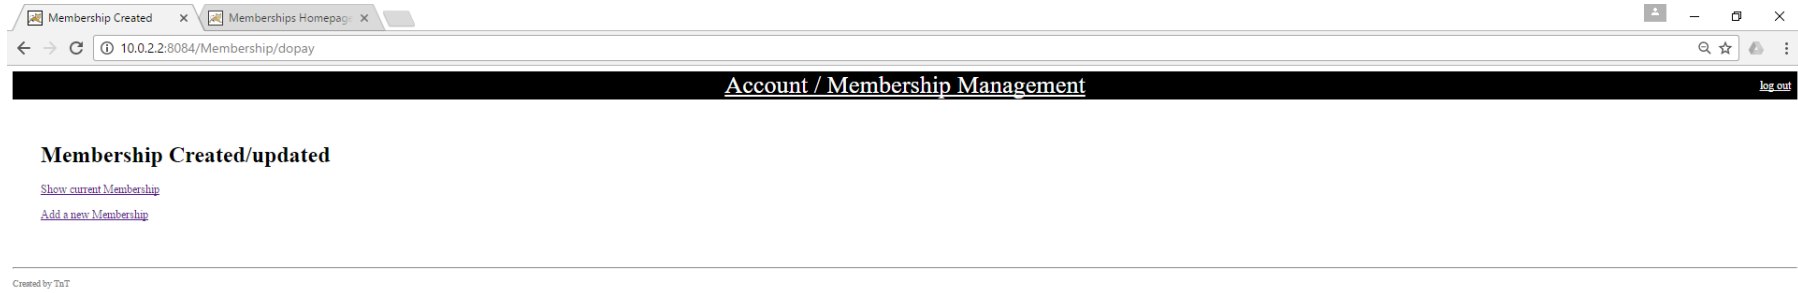 Membership Created
Memberships Homepage
10.0.2.2:8084/Membership/dopay
Account / Membership Management
log out
Membership Created/updated
Show current Membership
Add a new Membership
Created by TnT